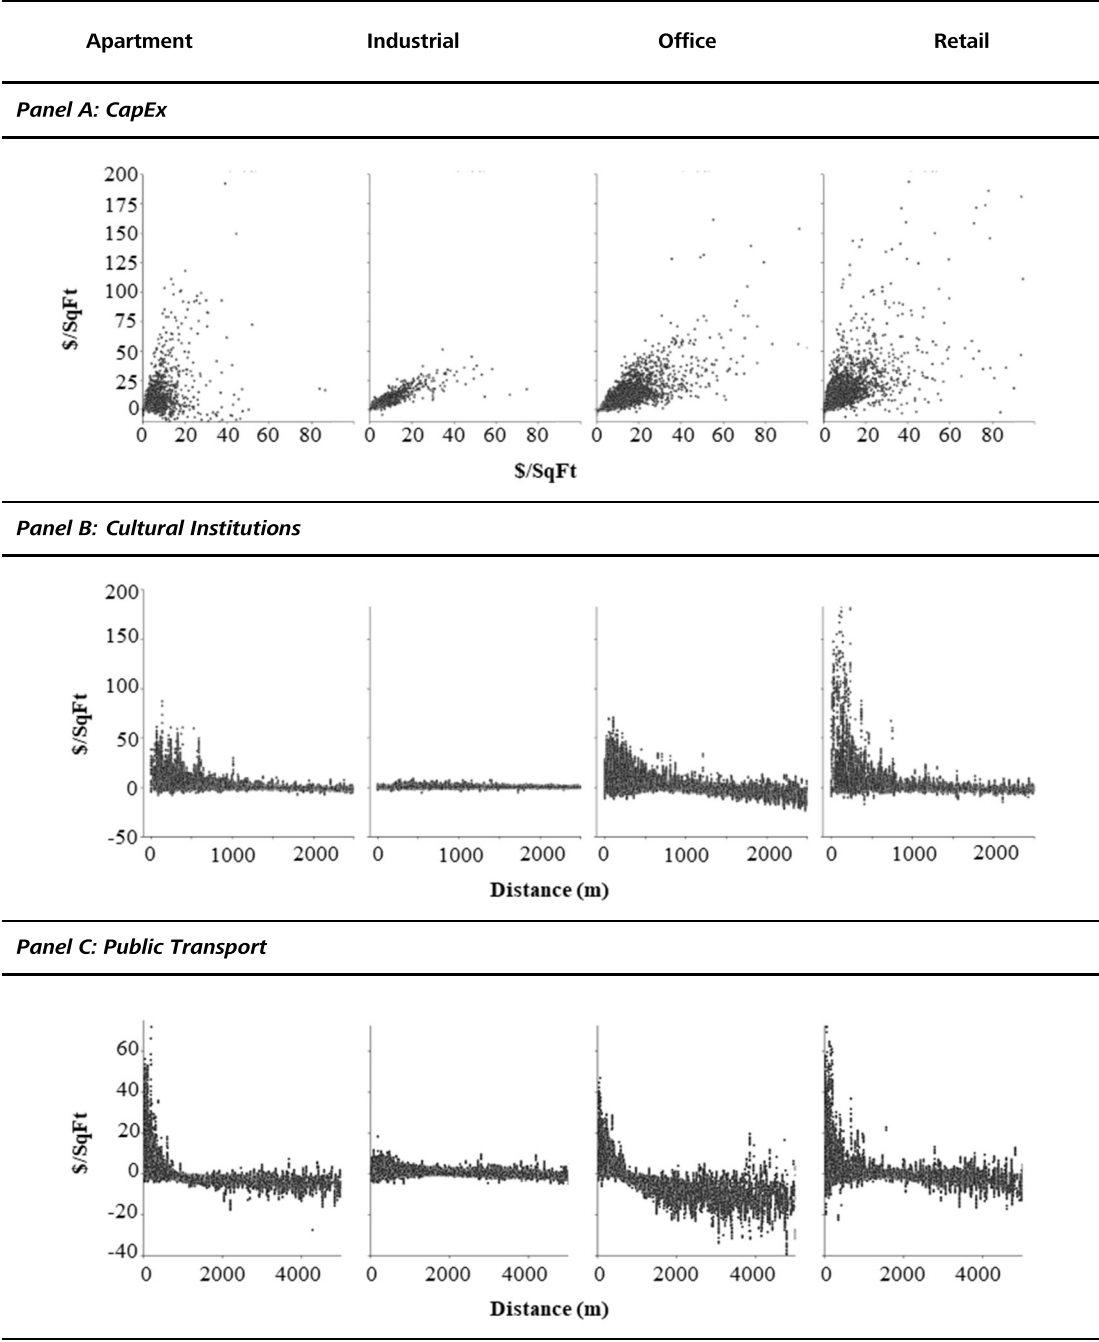 Apartment Industrial Office Retail
Panel A: CapEx
200
175
150
125
100
75
50
25
0
$/SqFt
0 20 40 60 80 0 20 40 60 80 0 20 40 60 80 0 20 40 60 80
$/SqFt
Panel B: Cultural Institutions
200
150
100
50
0
-50
$/SqFt
0 1000 2000 0 1000 2000 0 1000 2000 0 1000 2000
Distance (m)
Panel C: Public Transport
60
40
20
0
-20
-40
$/SqFt
0 2000 4000 0 2000 4000 0 2000 4000 0 2000 4000
Distance (m)